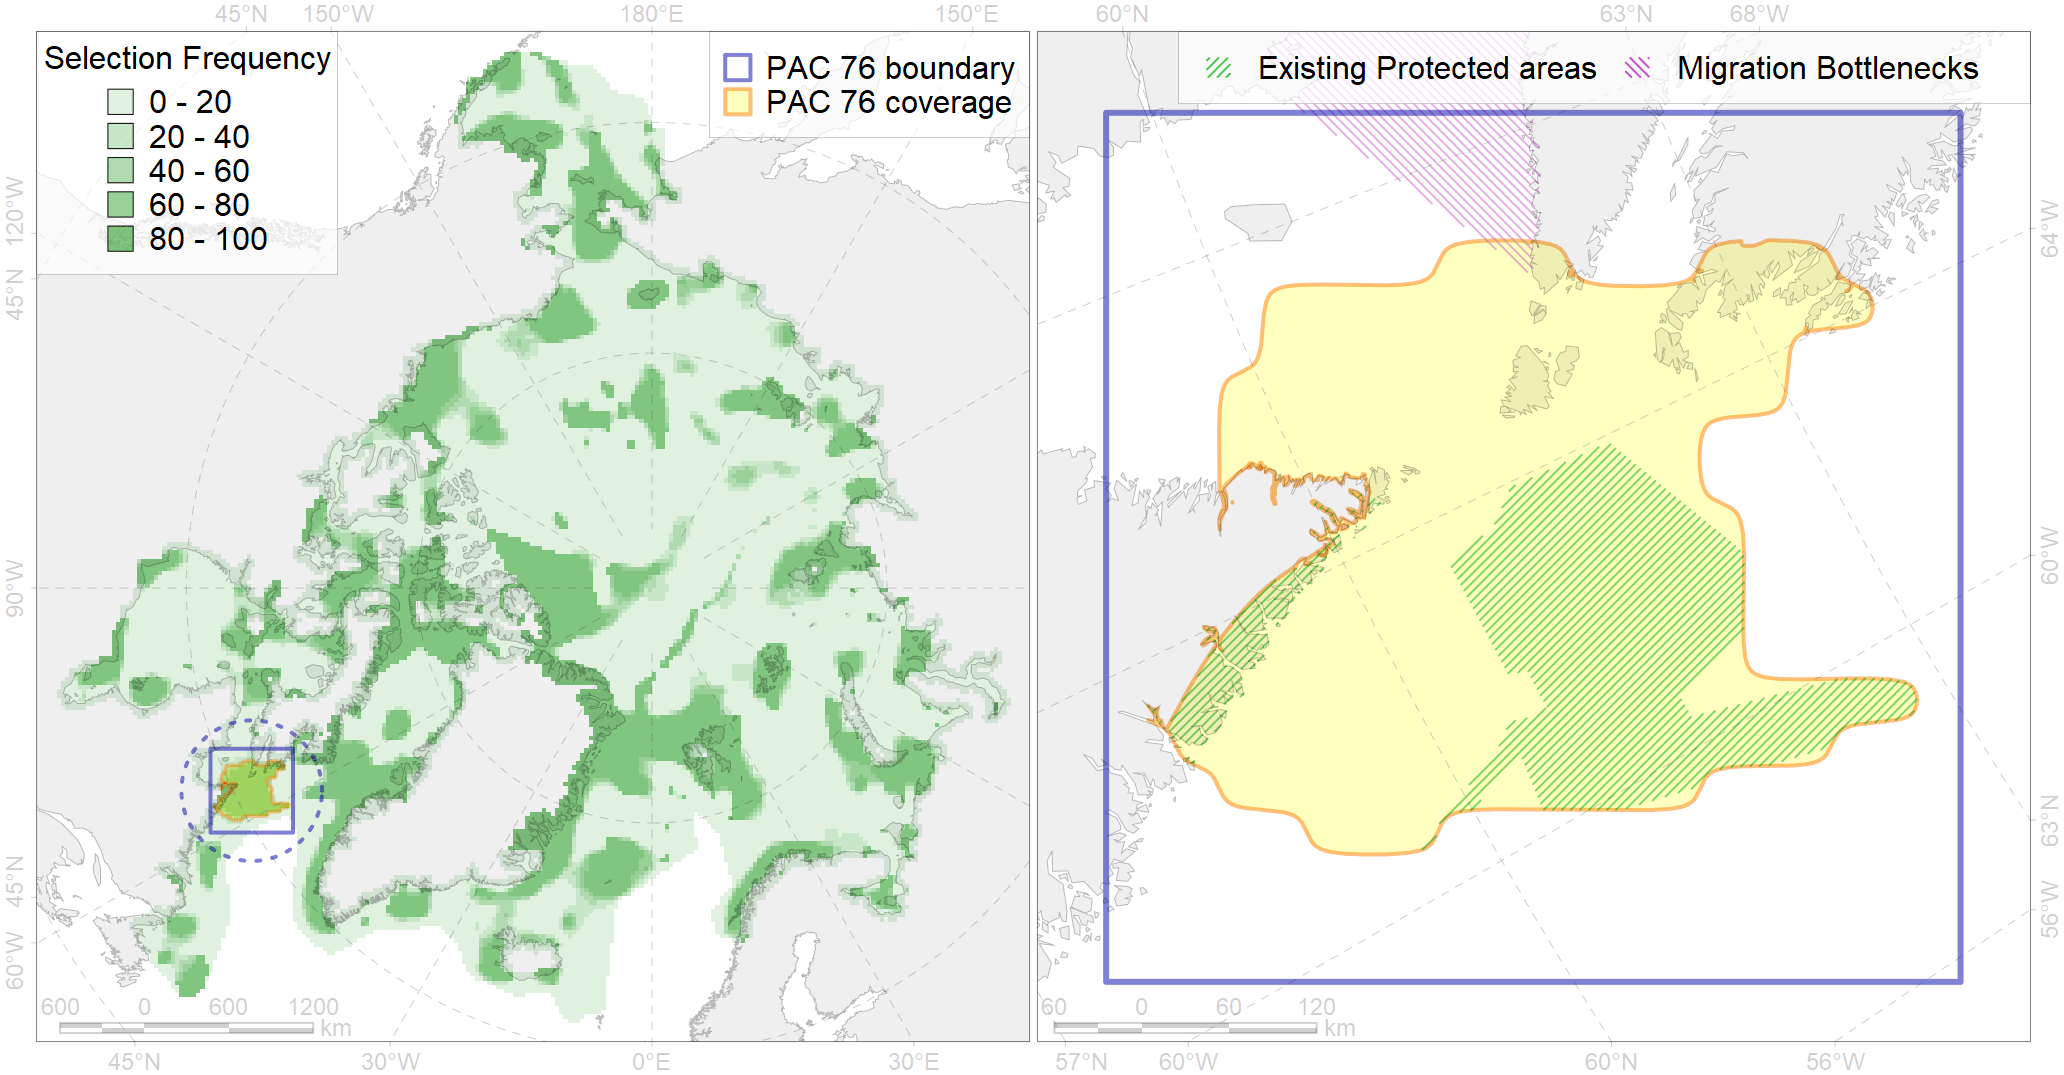 45°N 150°W 180°E 150°E 60°N 63°N 68°W
Selection Frequency
0 - 20
20 - 40
40 - 60
60 - 80
80 - 100
PAC 76 boundary
PAC 76 coverage
Existing Protected areas Migration Bottlenecks
120°W
45°N
90°W
45°N
60°W
64°W
60°W
63°N
56°W
600 0 600 1200
km
60 0 60 120
km
45°N 30°W 0°E 30°E 57°N 60°W 60°N 56°W